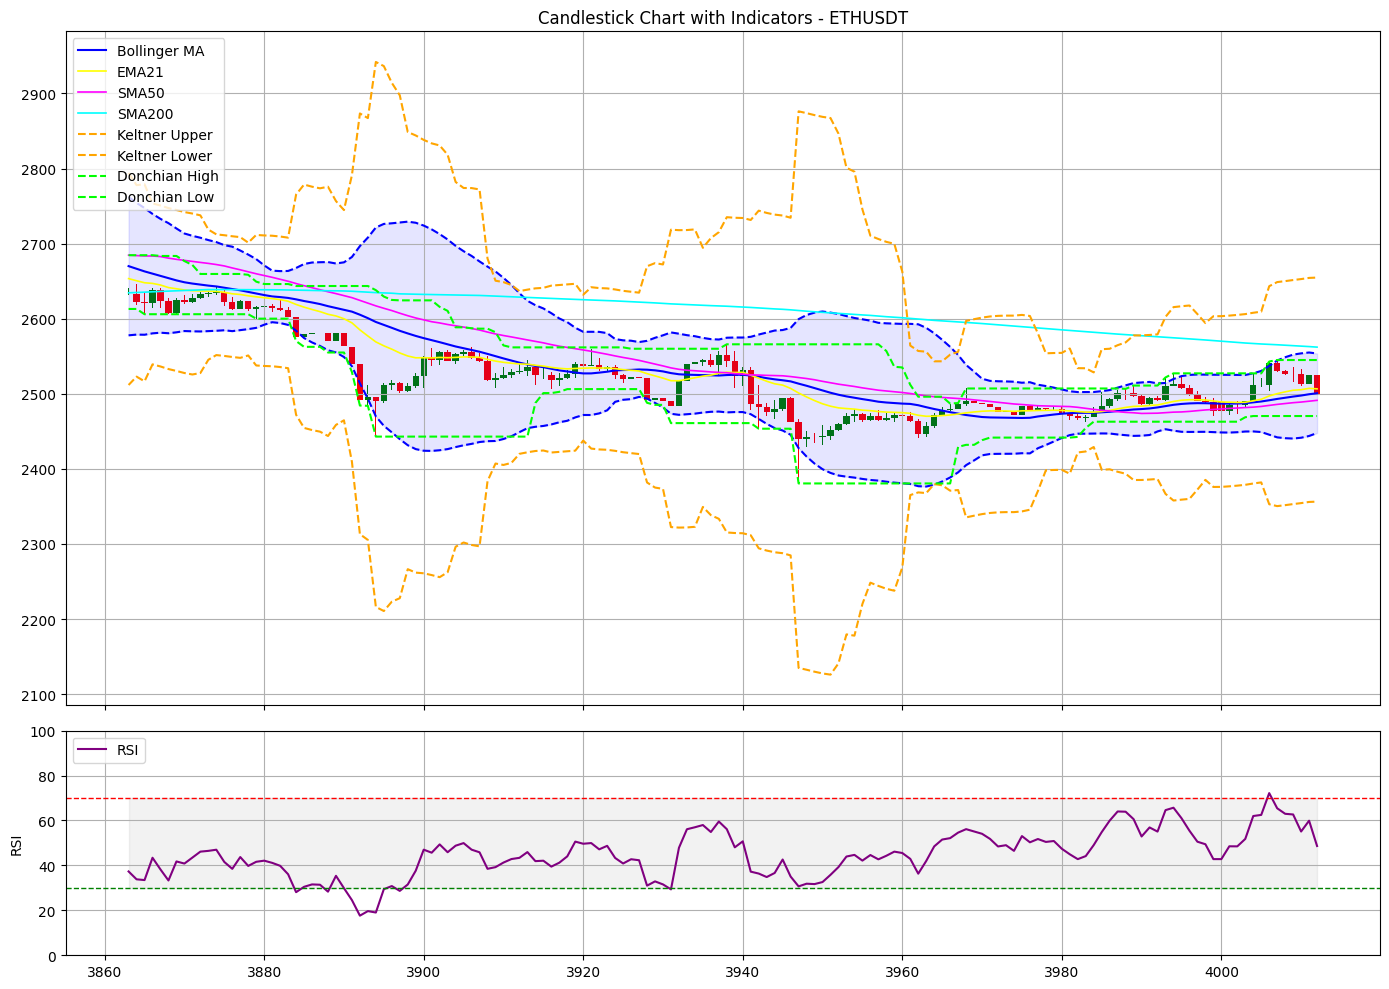 Candlestick Chart with Indicators - ETHUSDT
Bollinger MA
EMA21
SMA50
SMA200
Keltner Upper
Keltner Lower
Donchian High
Donchian Low
2900
2800
2700
2600
2500
2400
2300
2200
2100
RSI
100
80
60
40
20
0
RSI
3860 3880 3900 3920 3940 3960 3980 4000